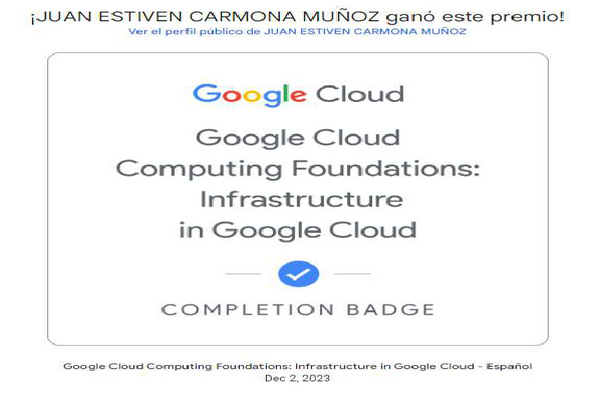 ¡JUAN ESTIVEN CARMONA MUÑOZ ganó este premio!
Ver el perfil público de JUAN ESTIVEN CARMONA MUÑOZ
Google Cloud
Google Cloud
Computing Foundations:
Infrastructure
in Google Cloud
COMPLETION BADGE
Google Cloud Computing Foundations: Infrastructure in Google Cloud - Español
Dec 2, 2023